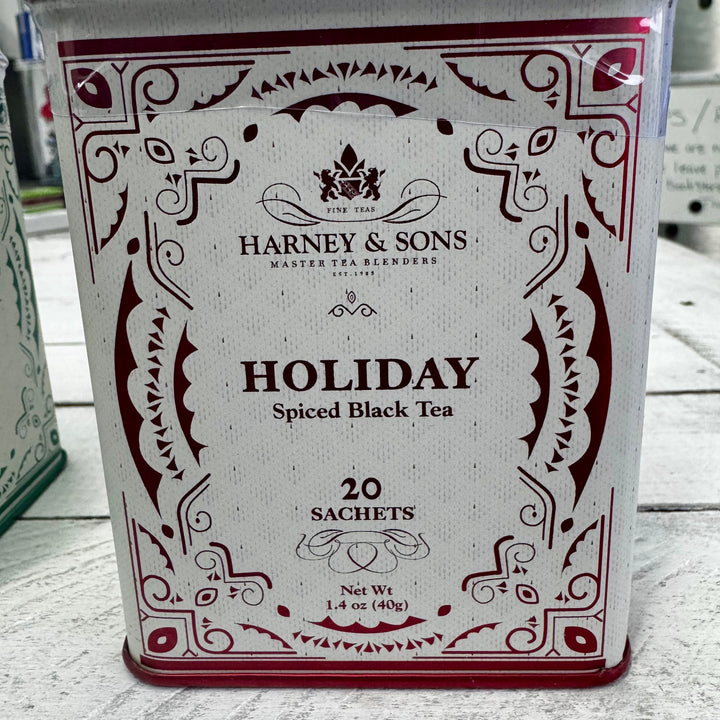 FINE TEAS
HARNEY & SONS
MASTER TEA BLENDERS
EST. 1983
HOLIDAY
Spiced Black Tea
20
SACHETS
Net Wt
1.4 oz (40g)
leave